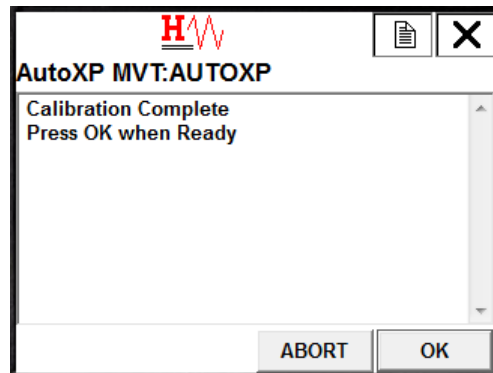 H
AutoXP MVT:AUTOXP
Calibration Complete
Press OK when Ready
ABORT
OK